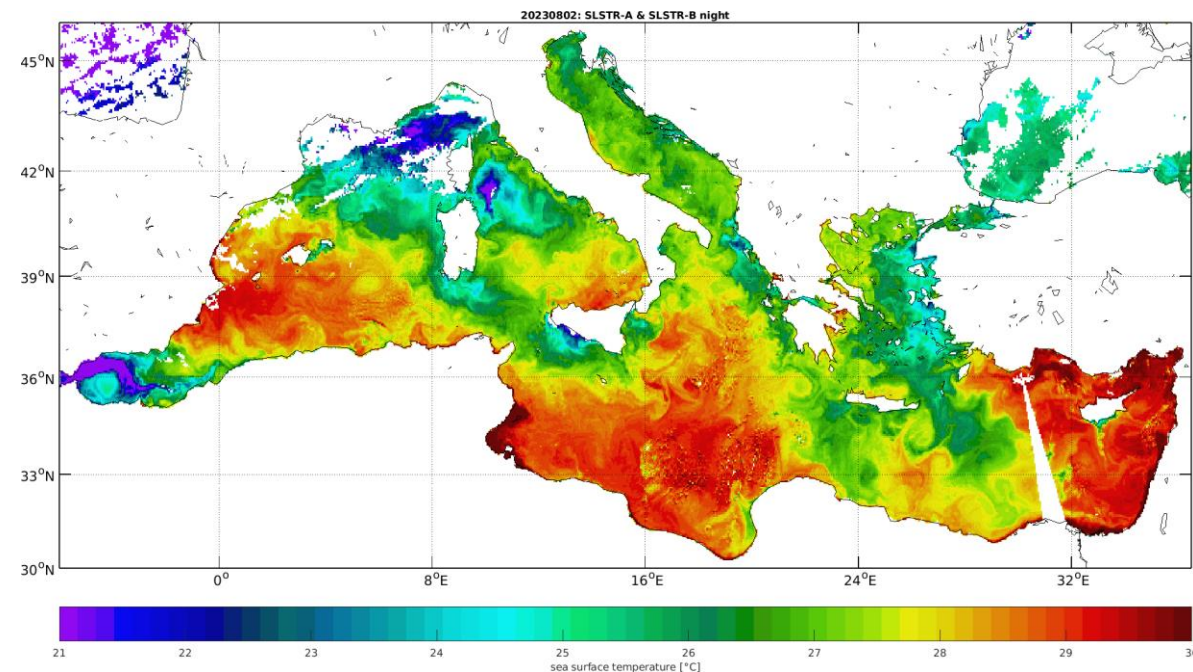 20230802: SLSTR-A & SLSTR-B night
45°N
42°N
39°N
36°N
33°N
30°N
0° 8°E 16°E 24°E 32°E
21 22 23 24 25 26 27 28 29 30
sea surface temperature [°C]